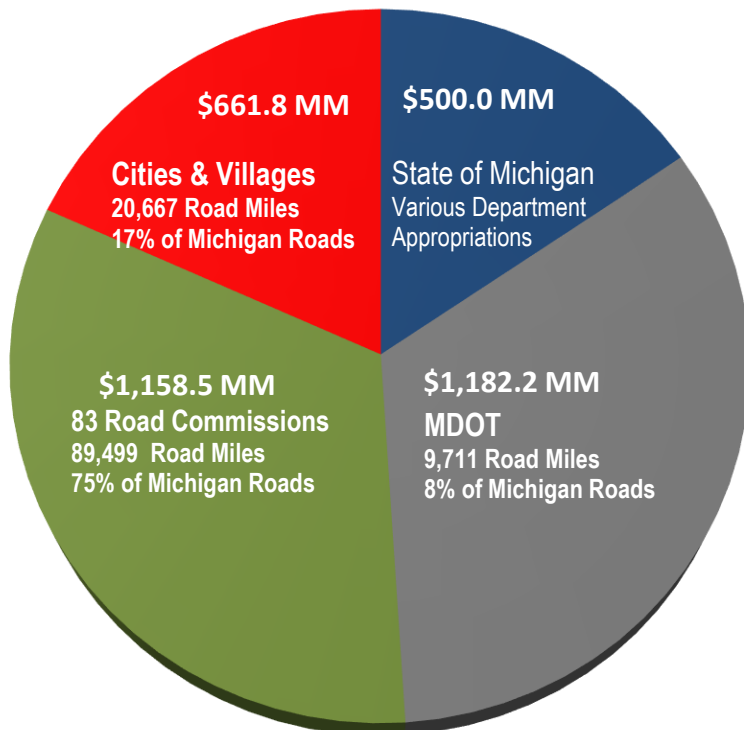 $661.8 MM
Cities & Villages
20,667 Road Miles
17% of Michigan Roads
$500.0 MM
State of Michigan
Various Department
Appropriations
$1,158.5 MM
83 Road Commissions
89,499 Road Miles
75% of Michigan Roads
$1,182.2 MM
MDOT
9,711 Road Miles
8% of Michigan Roads